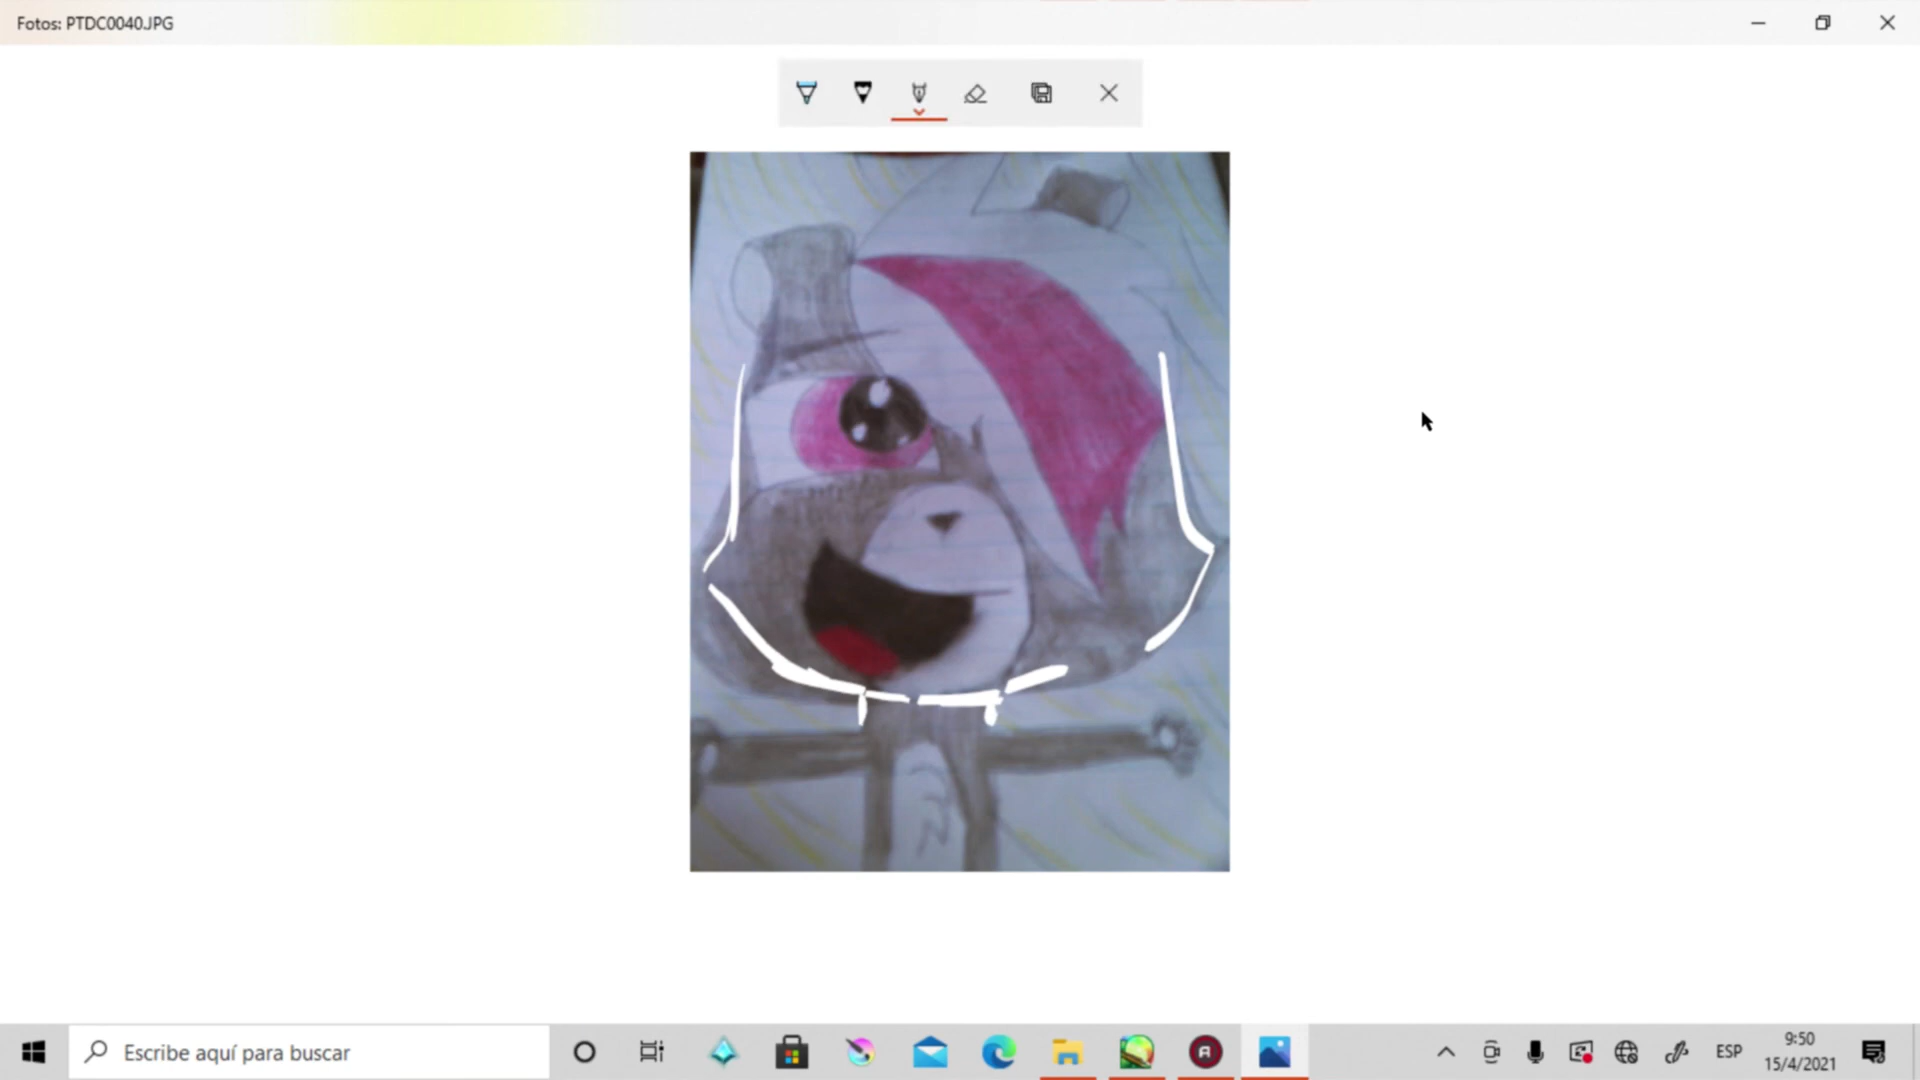 Fotos: PTDC0040.JPG
Escribe aquí para buscar
ESP
9:50
15/4/2021